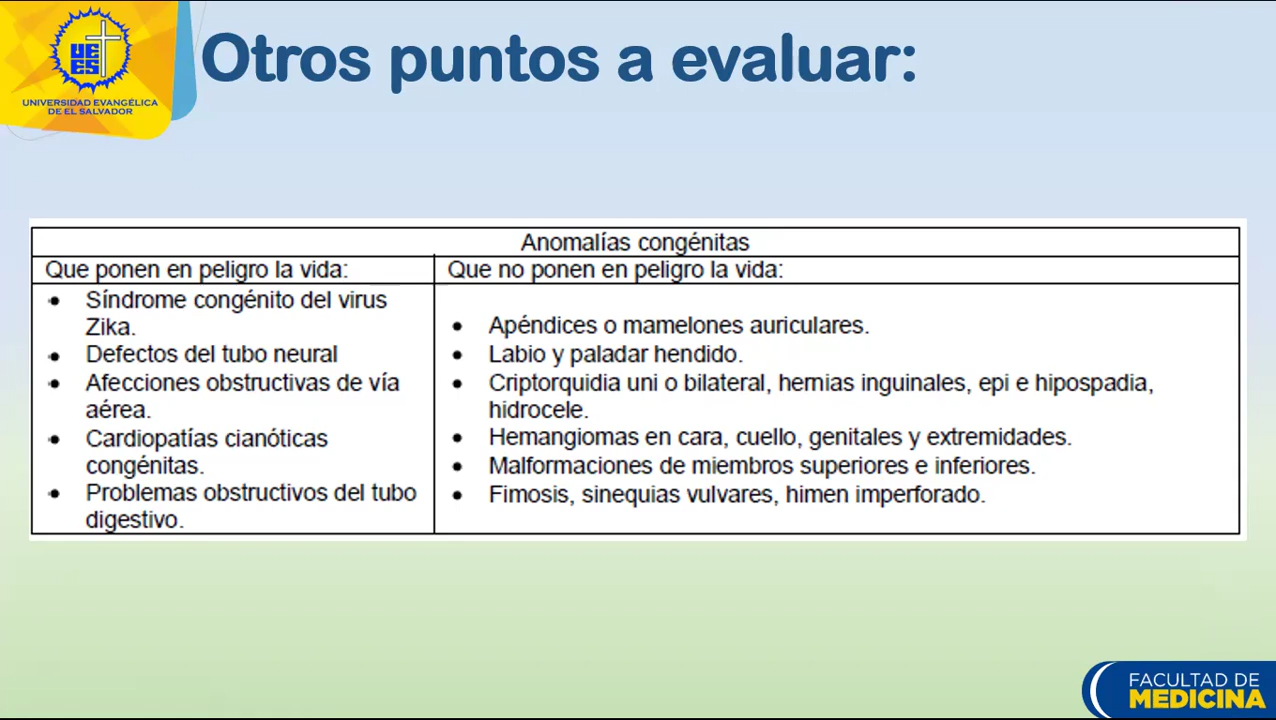 UE
ES
UNIVERSIDAD EVANGÉLICA
DE EL SALVADOR
Otros puntos a evaluar:
Anomalías congénitas
Que ponen en peligro la vida:
• Síndrome congénito del virus
Zika.
• Defectos del tubo neural
• Afecciones obstructivas de vía
aérea.
• Cardiopatías cianóticas
congénitas.
• Problemas obstructivos del tubo
digestivo.
Que no ponen en peligro la vida:
• Apéndices o mamelones auriculares.
• Labio y paladar hendido.
• Criptorquidia uni o bilateral, hernias inguinales, epi e hipospadia,
hidrocele.
• Hemangiomas en cara, cuello, genitales y extremidades.
• Malformaciones de miembros superiores e inferiores.
• Fimosis, sinequias vulvares, himen imperforado.
FACULTAD DE
MEDICINA